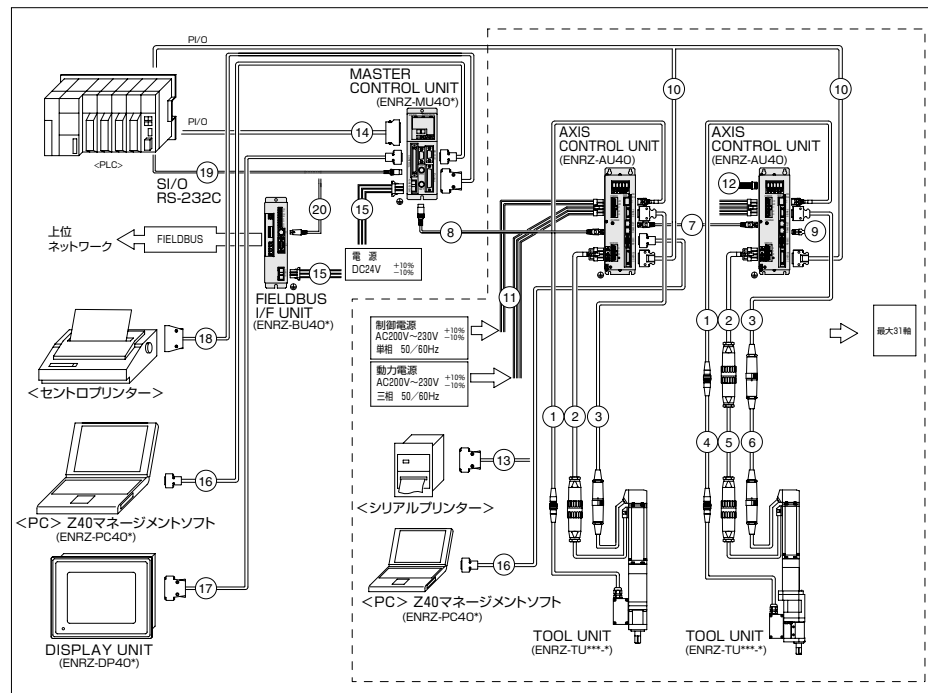 PI/O
MASTER
CONTROL UNIT
(ENRZ-MU40*)
10
10
<PLC>
PI/O
14
AXIS
CONTROL UNIT
(ENRZ-AU40)
AXIS
CONTROL UNIT
(ENRZ-AU40)
12
19
SI/O
RS-232C
20
15
8
7
9
上位
ネットワーク
FIELDBUS
15
電 源
DC24V +10%
-10%
FIELDBUS
I/F UNIT
(ENRZ-BU40*)
11
制御電源
AC200V～230V +10%
-10%
単相 50／60Hz
動力電源
AC200V～230V +10%
-10%
三相 50／60Hz
1
2
3
1
2
3
最大31軸
18
＜セントロプリンター＞
4
5
6
13
＜シリアルプリンター＞
16
＜PC＞ Z40マネージメントソフト
(ENRZ-PC40*)
16
＜PC＞ Z40マネージメントソフト
(ENRZ-PC40*)
17
DISPLAY UNIT
(ENRZ-DP40*)
TOOL UNIT
(ENRZ-TU***-*)
TOOL UNIT
(ENRZ-TU***-*)